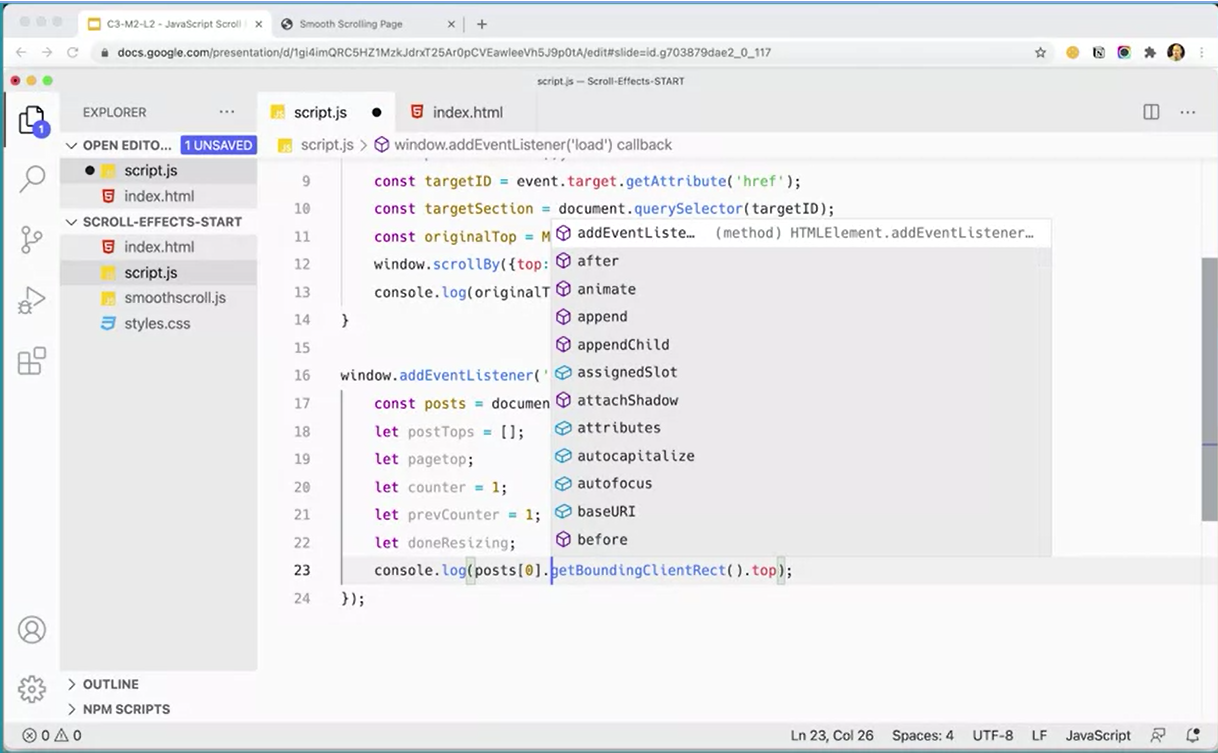 C3-M2-L2 - JavaScript Scroll
Smooth Scrolling Page
docs.google.com/presentation/d/1gi4imQRC5HZ1MzkJdrxT25Ar0pCVEawleeVh5J9p0tA/edit#slide=id.g703879dae2_0_117
script.js — Scroll-Effects-START
EXPLORER
script.js
index.html
1
OPEN EDITO... 1 UNSAVED
script.js > window.addEventListener('load') callback
script.js
index.html
SCROLL-EFFECTS-START
index.html
script.js
smoothscroll.js
styles.css
9 const targetID = event.target.getAttribute('href');
10 const targetSection = document.querySelector(targetID);
11 const originalTop = M
12 window.scrollBy({top:
13 console.log(originalT
14 }
15
16 window.addEventListener('
17 const posts = documen
18 let postTops = [];
19 let pagetop;
20 let counter = 1;
21 let prevCounter = 1;
22 let doneResizing;
23 console.log(posts[0].getBoundingClientRect().top);
24 });
addEventListe... (method) HTMLElement.addEventListener...
after
animate
append
appendChild
assignedSlot
attachShadow
attributes
autocapitalize
autofocus
baseURI
before
OUTLINE
NPM SCRIPTS
0 0
Ln 23, Col 26 Spaces: 4 UTF-8 LF JavaScript